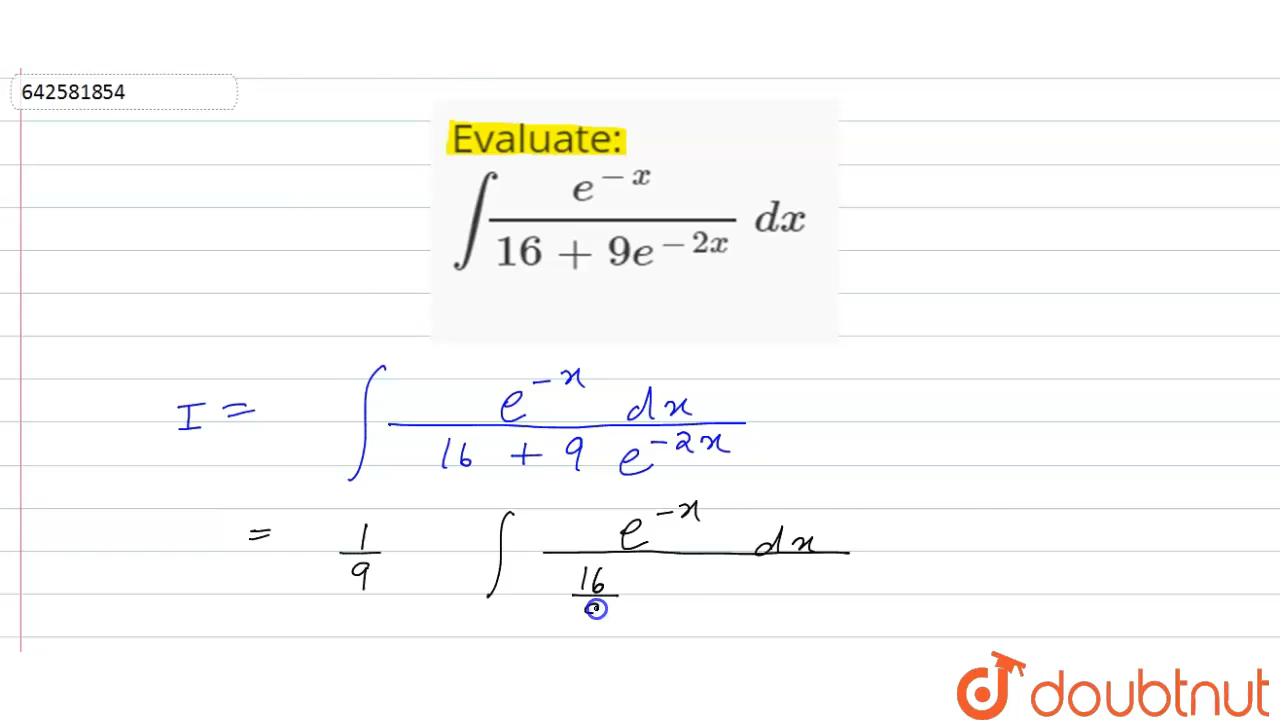 642581854
Evaluate:
∫ e^{-x} / (16 + 9e^{-2x}) dx
I = ∫ e^{-x} dx / (16 + 9 e^{-2x})
= 1/9 ∫ e^{-x} dx / (16/
doubtnut